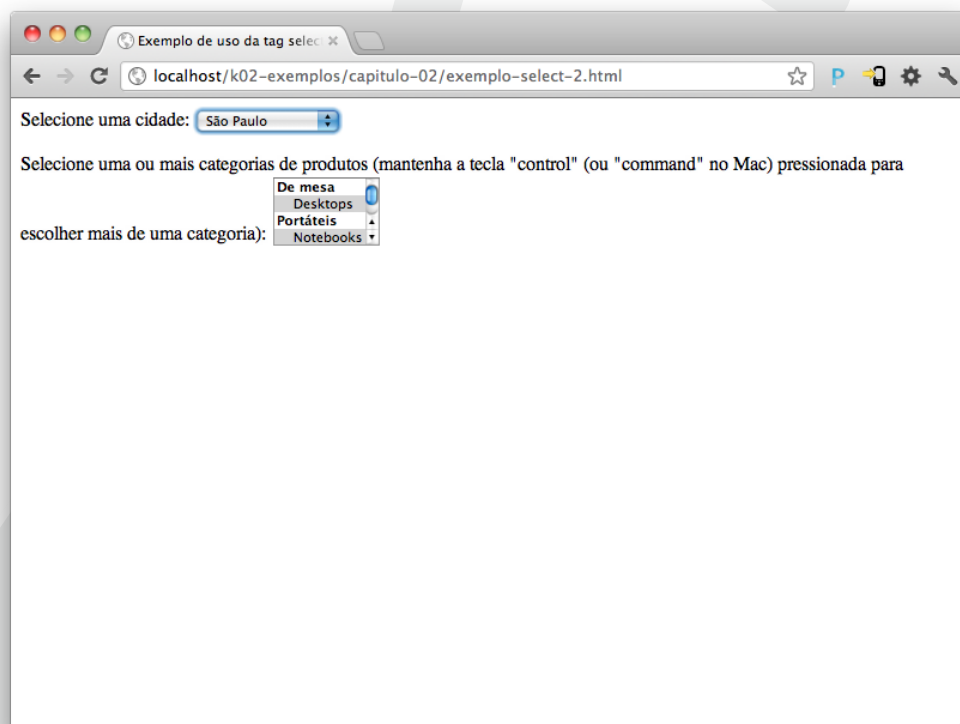 Exemplo de uso da tag selec
localhost/k02-exemplos/capitulo-02/exemplo-select-2.html
P
Selecione uma cidade: São Paulo
Selecione uma ou mais categorias de produtos (mantenha a tecla "control" (ou "command" no Mac) pressionada para
De mesa
Desktops
Portáteis
Notebooks
escolher mais de uma categoria):